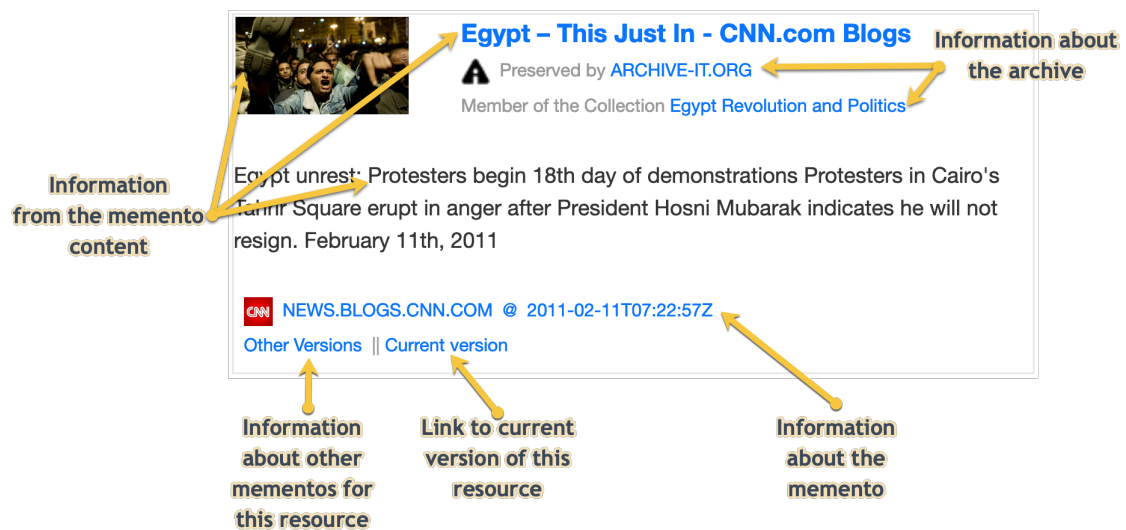 Egypt – This Just In - CNN.com Blogs
Preserved by ARCHIVE-IT.ORG
Member of the Collection Egypt Revolution and Politics
Information about
the archive
Information
from the memento
content
Egypt unrest: Protesters begin 18th day of demonstrations Protesters in Cairo's
Tahrir Square erupt in anger after President Hosni Mubarak indicates he will not
resign. February 11th, 2011
CNN
NEWS.BLOGS.CNN.COM @ 2011-02-11T07:22:57Z
Other Versions || Current version
Information
about other
mementos for
this resource
Link to current
version of this
resource
Information
about the
memento